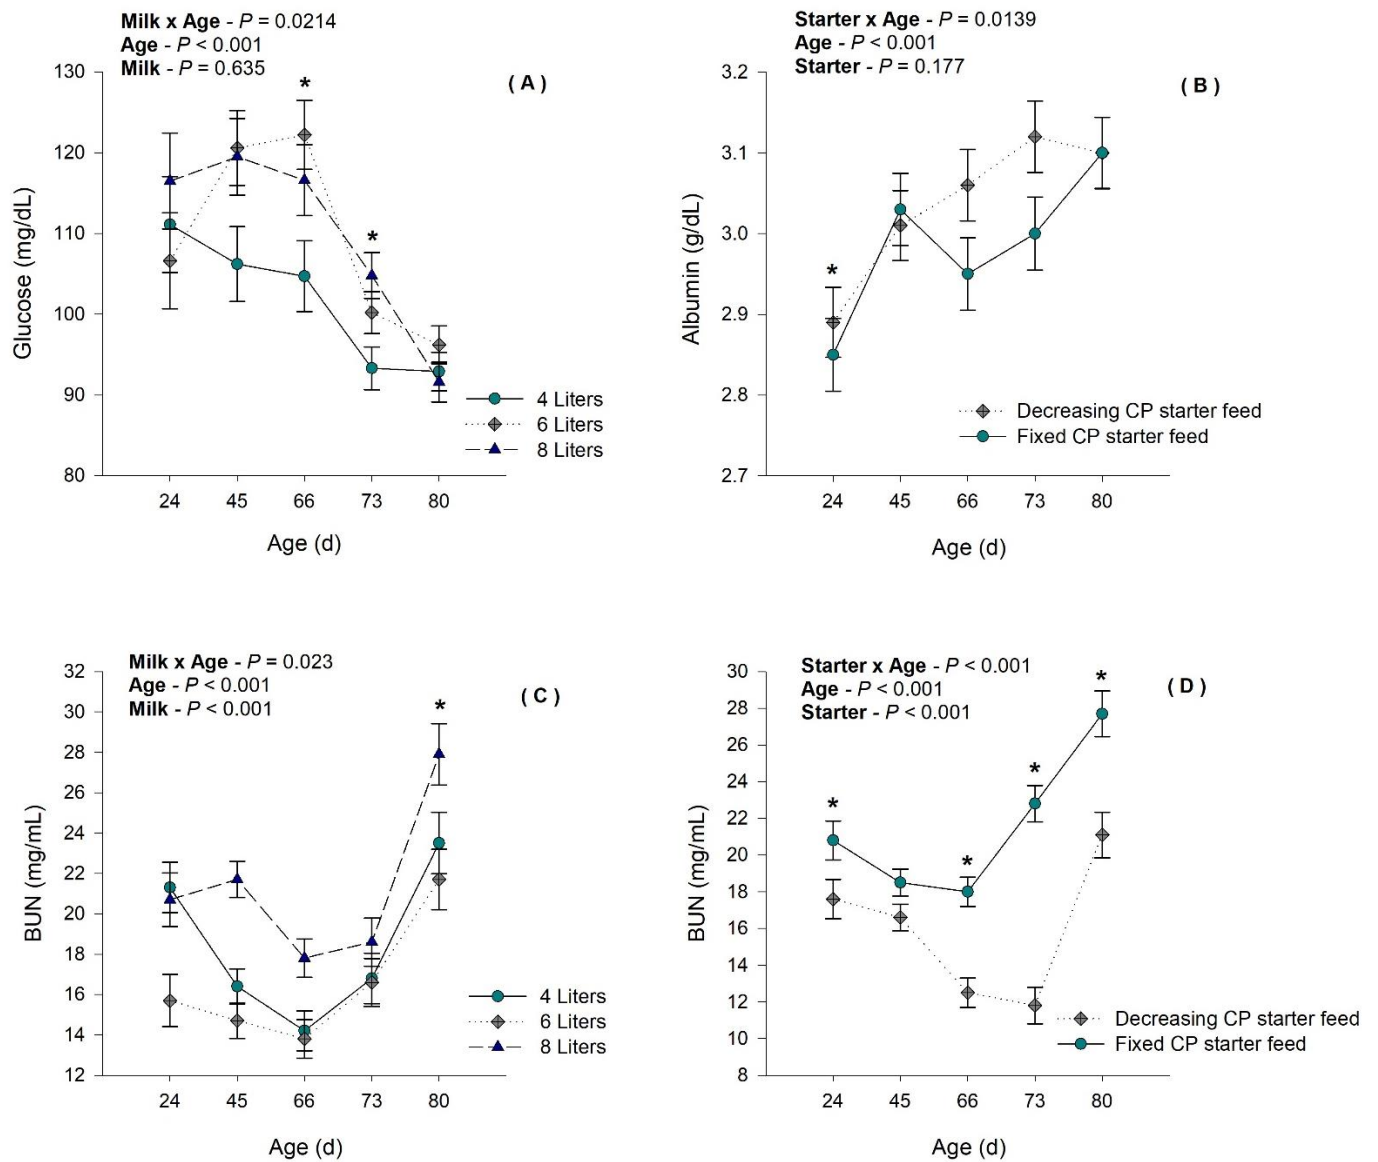 Milk x Age - P = 0.0214
Age - P < 0.001
Milk - P = 0.635
( A )
*
*
130
120
110
100
90
80
Glucose (mg/dL)
24 45 66 73 80
Age (d)
4 Liters
6 Liters
8 Liters
Starter x Age - P = 0.0139
Age - P < 0.001
Starter - P = 0.177
( B )
*
3.2
3.1
3.0
2.9
2.8
2.7
Albumin (g/dL)
24 45 66 73 80
Age (d)
Decreasing CP starter feed
Fixed CP starter feed
Milk x Age - P = 0.023
Age - P < 0.001
Milk - P < 0.001
( C )
*
32
30
28
26
24
22
20
18
16
14
12
BUN (mg/mL)
24 45 66 73 80
Age (d)
4 Liters
6 Liters
8 Liters
Starter x Age - P < 0.001
Age - P < 0.001
Starter - P < 0.001
( D )
*
*
*
*
30
28
26
24
22
20
18
16
14
12
10
8
BUN (mg/mL)
24 45 66 73 80
Age (d)
Decreasing CP starter feed
Fixed CP starter feed